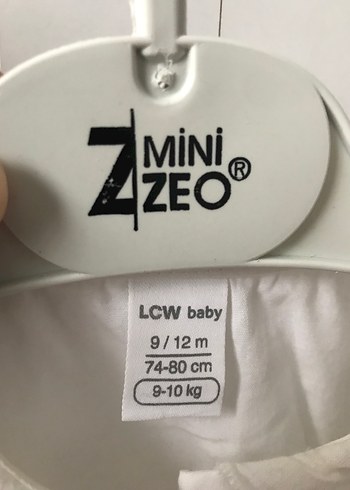 Z MiNi
ZEO®
LCW baby
9 / 12 m
74-80 cm
9-10 kg